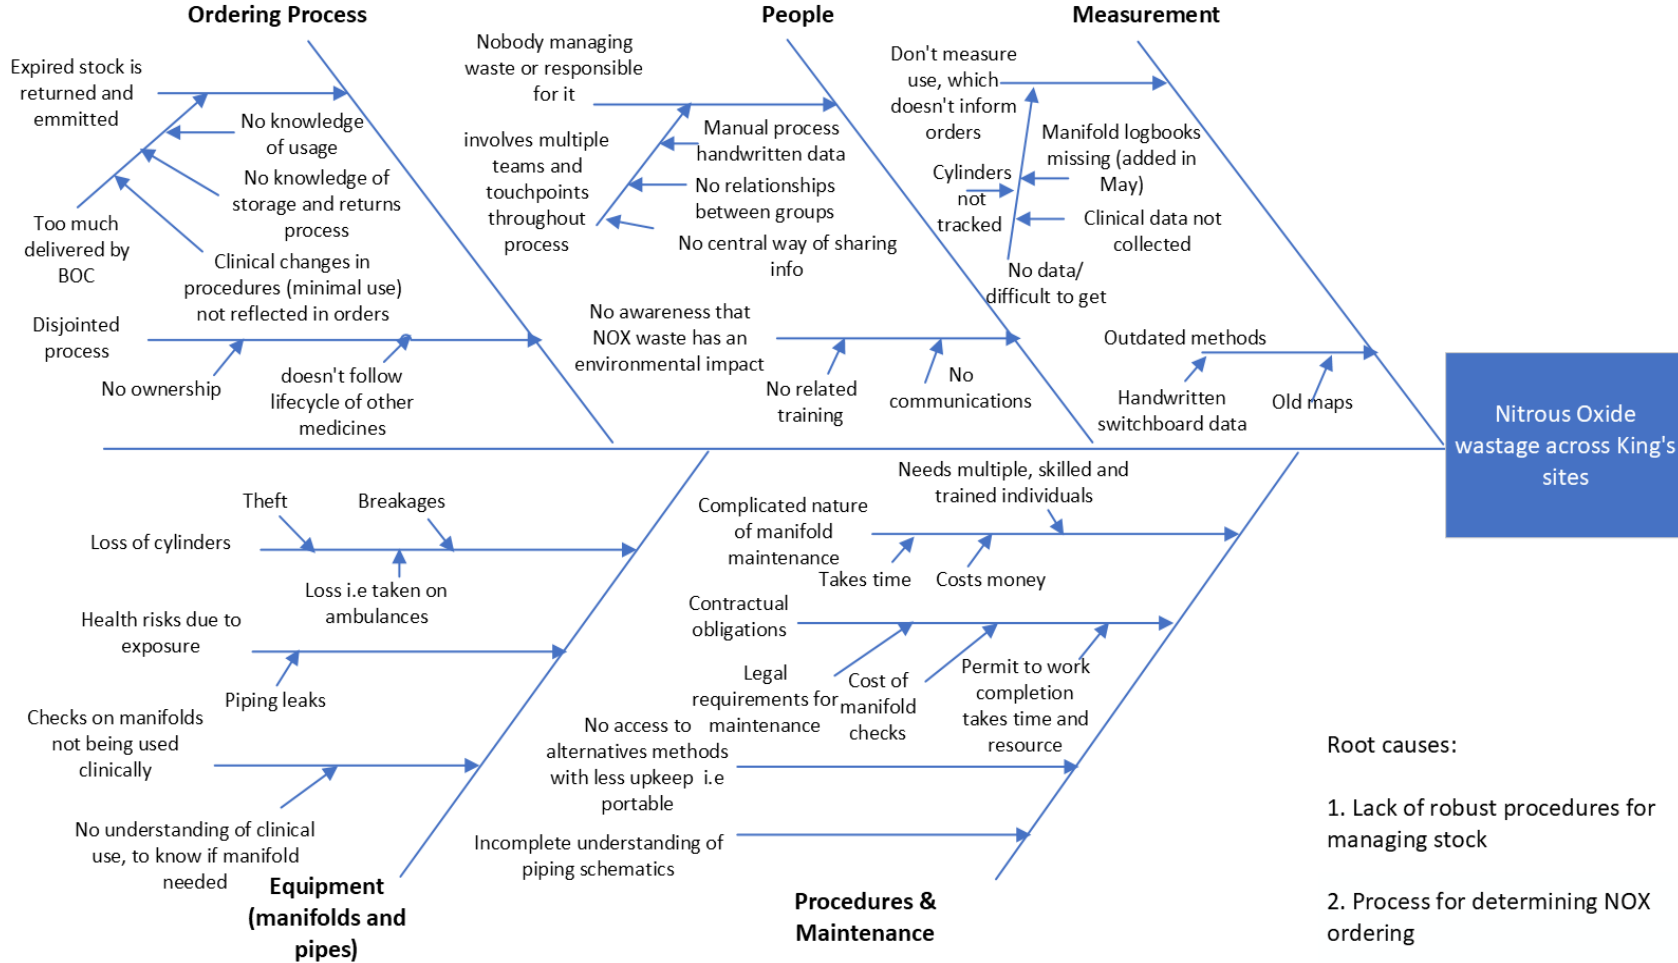 Ordering Process
People
Measurement
Expired stock is
returned and
emmitted
No knowledge
of usage
No knowledge of
storage and returns
process
Too much
delivered by
BOC
Clinical changes in
procedures (minimal use)
not reflected in orders
Disjointed
process
No ownership
doesn't follow
lifecycle of other
medicines
Nobody managing
waste or responsible
for it
involves multiple
teams and
touchpoints
throughout
process
Manual process
handwritten data
No relationships
between groups
No central way of sharing
info
No awareness that
NOX waste has an
environmental impact
No related
training
No
communications
Don't measure
use, which
doesn't inform
orders
Manifold logbooks
missing (added in
May)
Cylinders
not
tracked
Clinical data not
collected
No data/
difficult to get
Outdated methods
Handwritten
switchboard data
Old maps
Nitrous Oxide
wastage across King's
sites
Theft
Breakages
Loss of cylinders
Loss i.e taken on
ambulances
Health risks due to
exposure
Piping leaks
Checks on manifolds
not being used
clinically
No understanding of clinical
use, to know if manifold
needed
Equipment
(manifolds and
pipes)
Needs multiple, skilled and
trained individuals
Complicated nature
of manifold
maintenance
Takes time
Costs money
Contractual
obligations
Legal
requirements for
maintenance
Cost of
manifold
checks
Permit to work
completion
takes time and
resource
No access to
alternatives methods
with less upkeep i.e
portable
Incomplete understanding of
piping schematics
Procedures &
Maintenance
Root causes:
1. Lack of robust procedures for
managing stock
2. Process for determining NOX
ordering